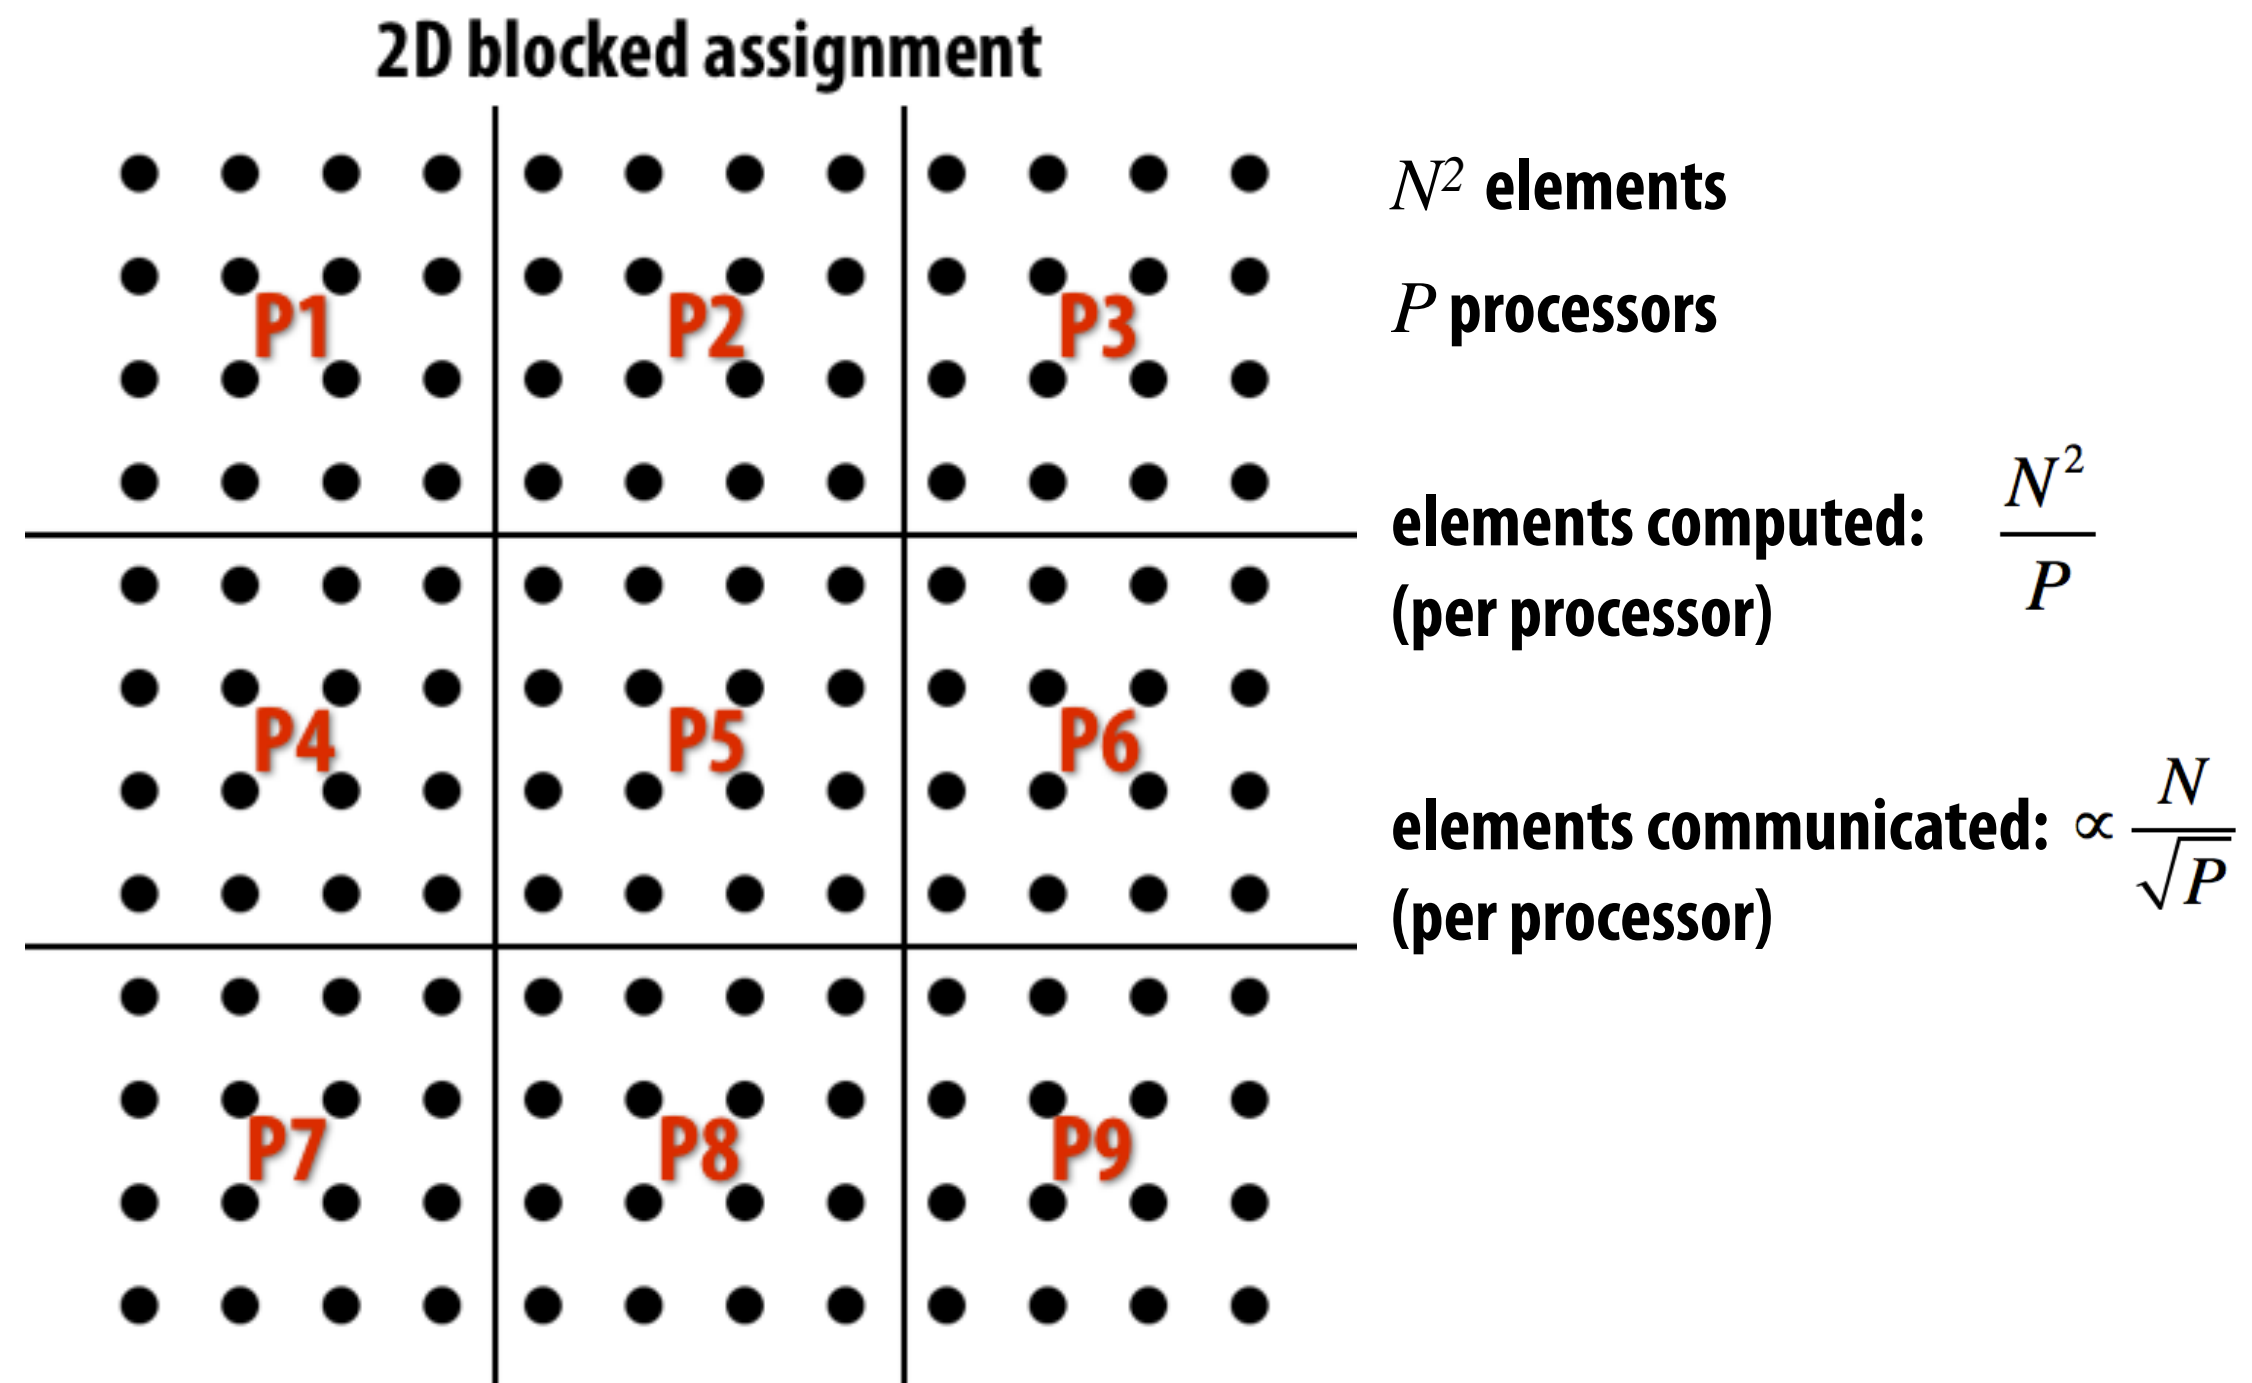 2D blocked assignment
N² elements
P processors
P1 P2 P3
elements computed: N²/P
(per processor)
P4 P5 P6
elements communicated: ∝ N/√P
(per processor)
P7 P8 P9